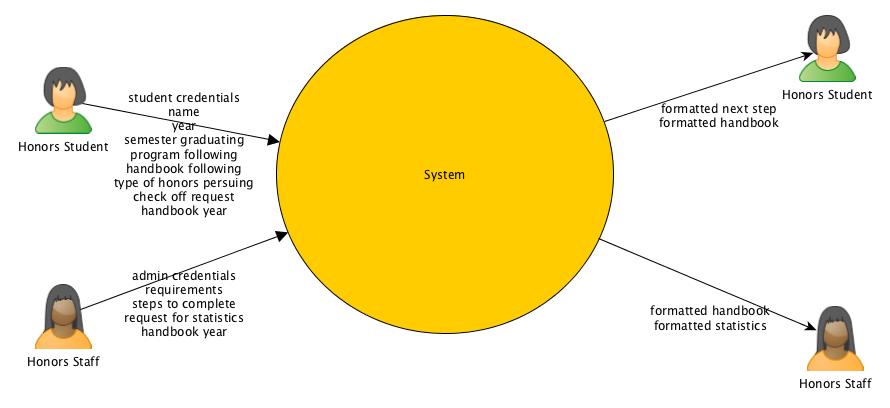 student credentials
name
year
semester graduating
program following
handbook following
type of honors persuing
check off request
handbook year
Honors Student
admin credentials
requirements
steps to complete
request for statistics
handbook year
Honors Staff
System
formatted next step
formatted handbook
Honors Student
formatted handbook
formatted statistics
Honors Staff